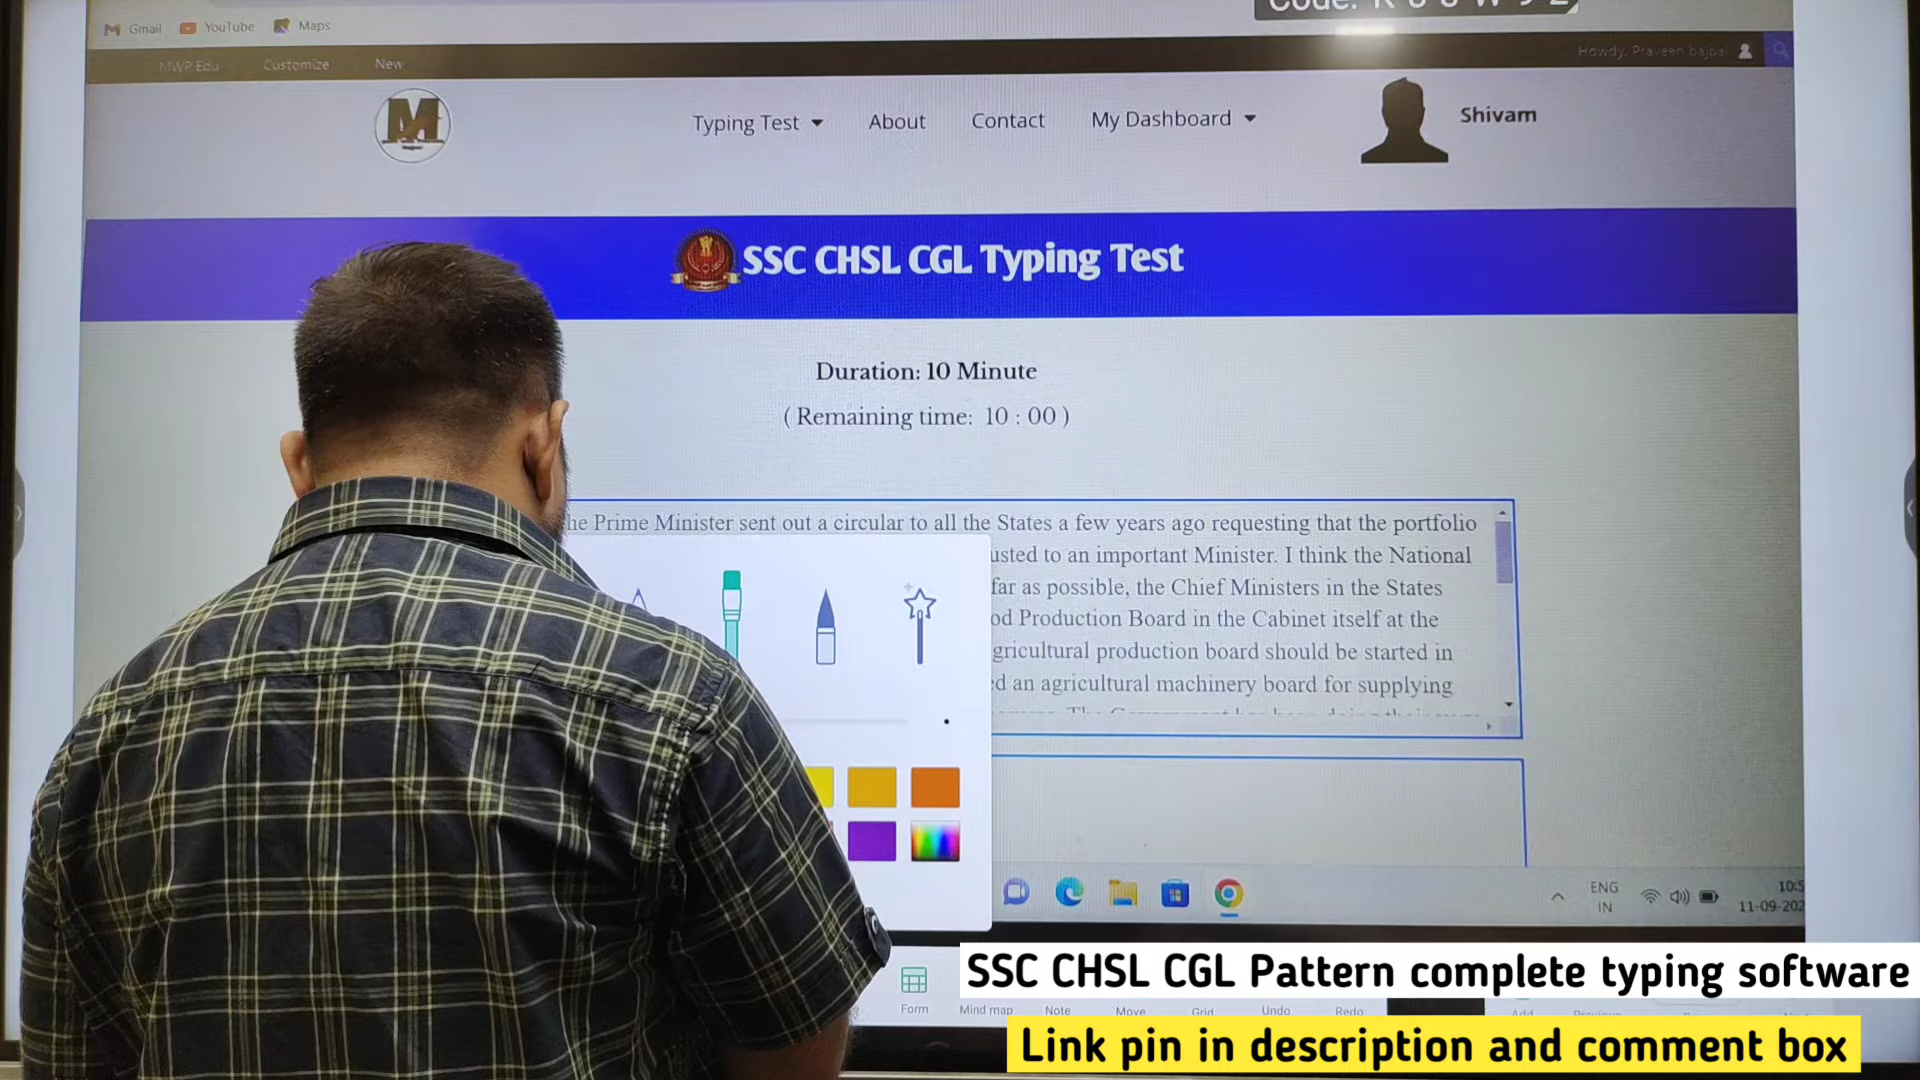 Gmail YouTube Maps
MWP Edu Customize New
Howdy, Praveen bajpai
M
Typing Test About Contact My Dashboard
Shivam
SSC CHSL CGL Typing Test
Duration: 10 Minute
( Remaining time: 10 : 00 )
he Prime Minister sent out a circular to all the States a few years ago requesting that the portfolio
usted to an important Minister. I think the National
far as possible, the Chief Ministers in the States
od Production Board in the Cabinet itself at the
gricultural production board should be started in
d an agricultural machinery board for supplying
ENG
IN
10:5
11-09-202
SSC CHSL CGL Pattern complete typing software
Form Mind map Note Move Grid Undo Redo
Link pin in description and comment box